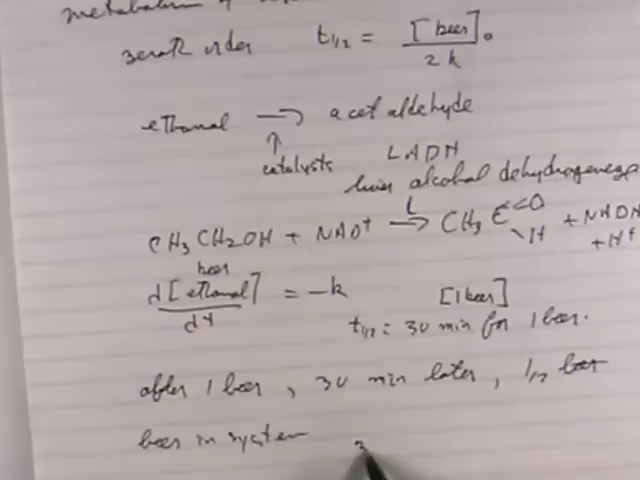 metabolism of
zeroth order t1/2 = [beer]o / 2k
ethanol → acetaldehyde
↑ catalysts LADH
liver alcohol dehydrogenase
CH3CH2OH + NAD+ →L CH3C=O \H + NADH + H+
beer
d[ethanol]/dt = -k [1 beer]
t1/2 = 30 min for 1 beer.
after 1 beer, 30 min later, 1/2 beer
beer in system